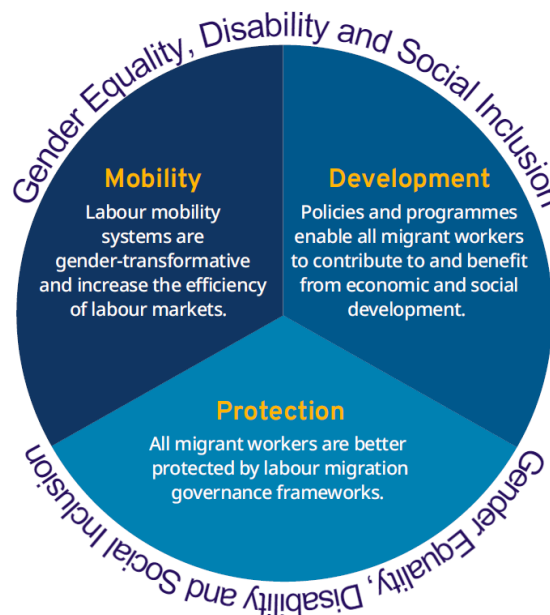 Gender Equality, Disability and Social Inclusion
Mobility
Labour mobility
systems are
gender-transformative
and increase the efficiency
of labour markets.
Development
Policies and programmes
enable all migrant workers
to contribute to and benefit
from economic and social
development.
Protection
All migrant workers are better
protected by labour migration
governance frameworks.
Gender Equality, Disability and Social Inclusion